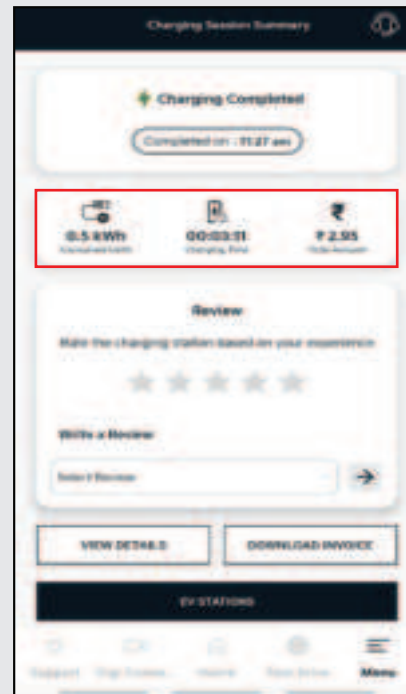 Charging Session Summary
Charging Completed
Completed on - 11:27 am
0.5 kWh
00:03:11
₹ 2.95
Charging Time
Review
Rate the charging station based on your experience
Write a Review
Select Review
VIEW DETAILS
DOWNLOAD INVOICE
EV STATIONS
Support
Home
Test Drive
Menu